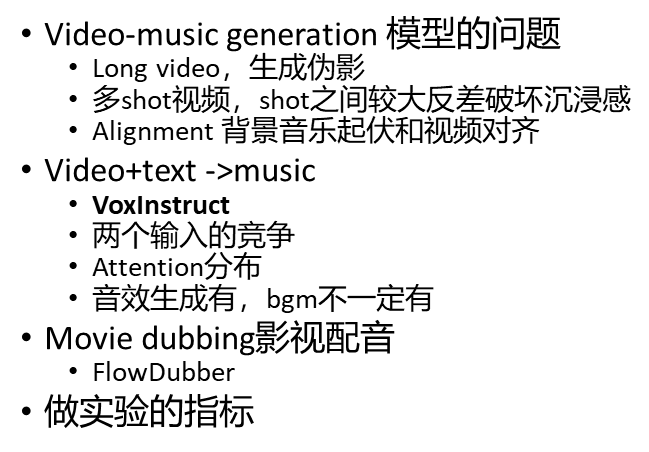 • Video-music generation 模型的问题
• Long video，生成伪影
• 多shot视频，shot之间较大反差破坏沉浸感
• Alignment 背景音乐起伏和视频对齐
• Video+text ->music
• VoxInstruct
• 两个输入的竞争
• Attention分布
• 音效生成有，bgm不一定有
• Movie dubbing影视配音
• FlowDubber
• 做实验的指标